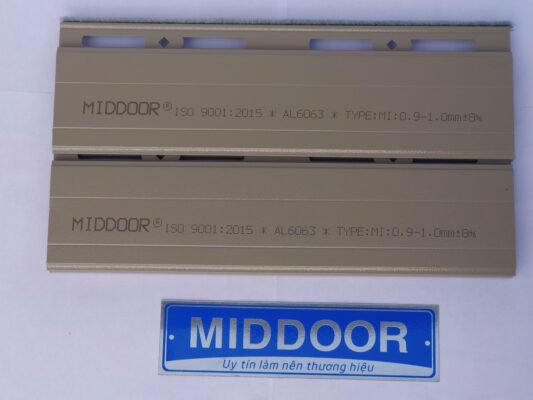 MIDDOOR® ISO 9001:2015 * AL6063 * TYPE:MI:0.9-1.0mm±8%
MIDDOOR® ISO 9001:2015 * AL6063 * TYPE:MI:0.9-1.0mm±8%
MIDDOOR
Uy tín làm nên thương hiệu